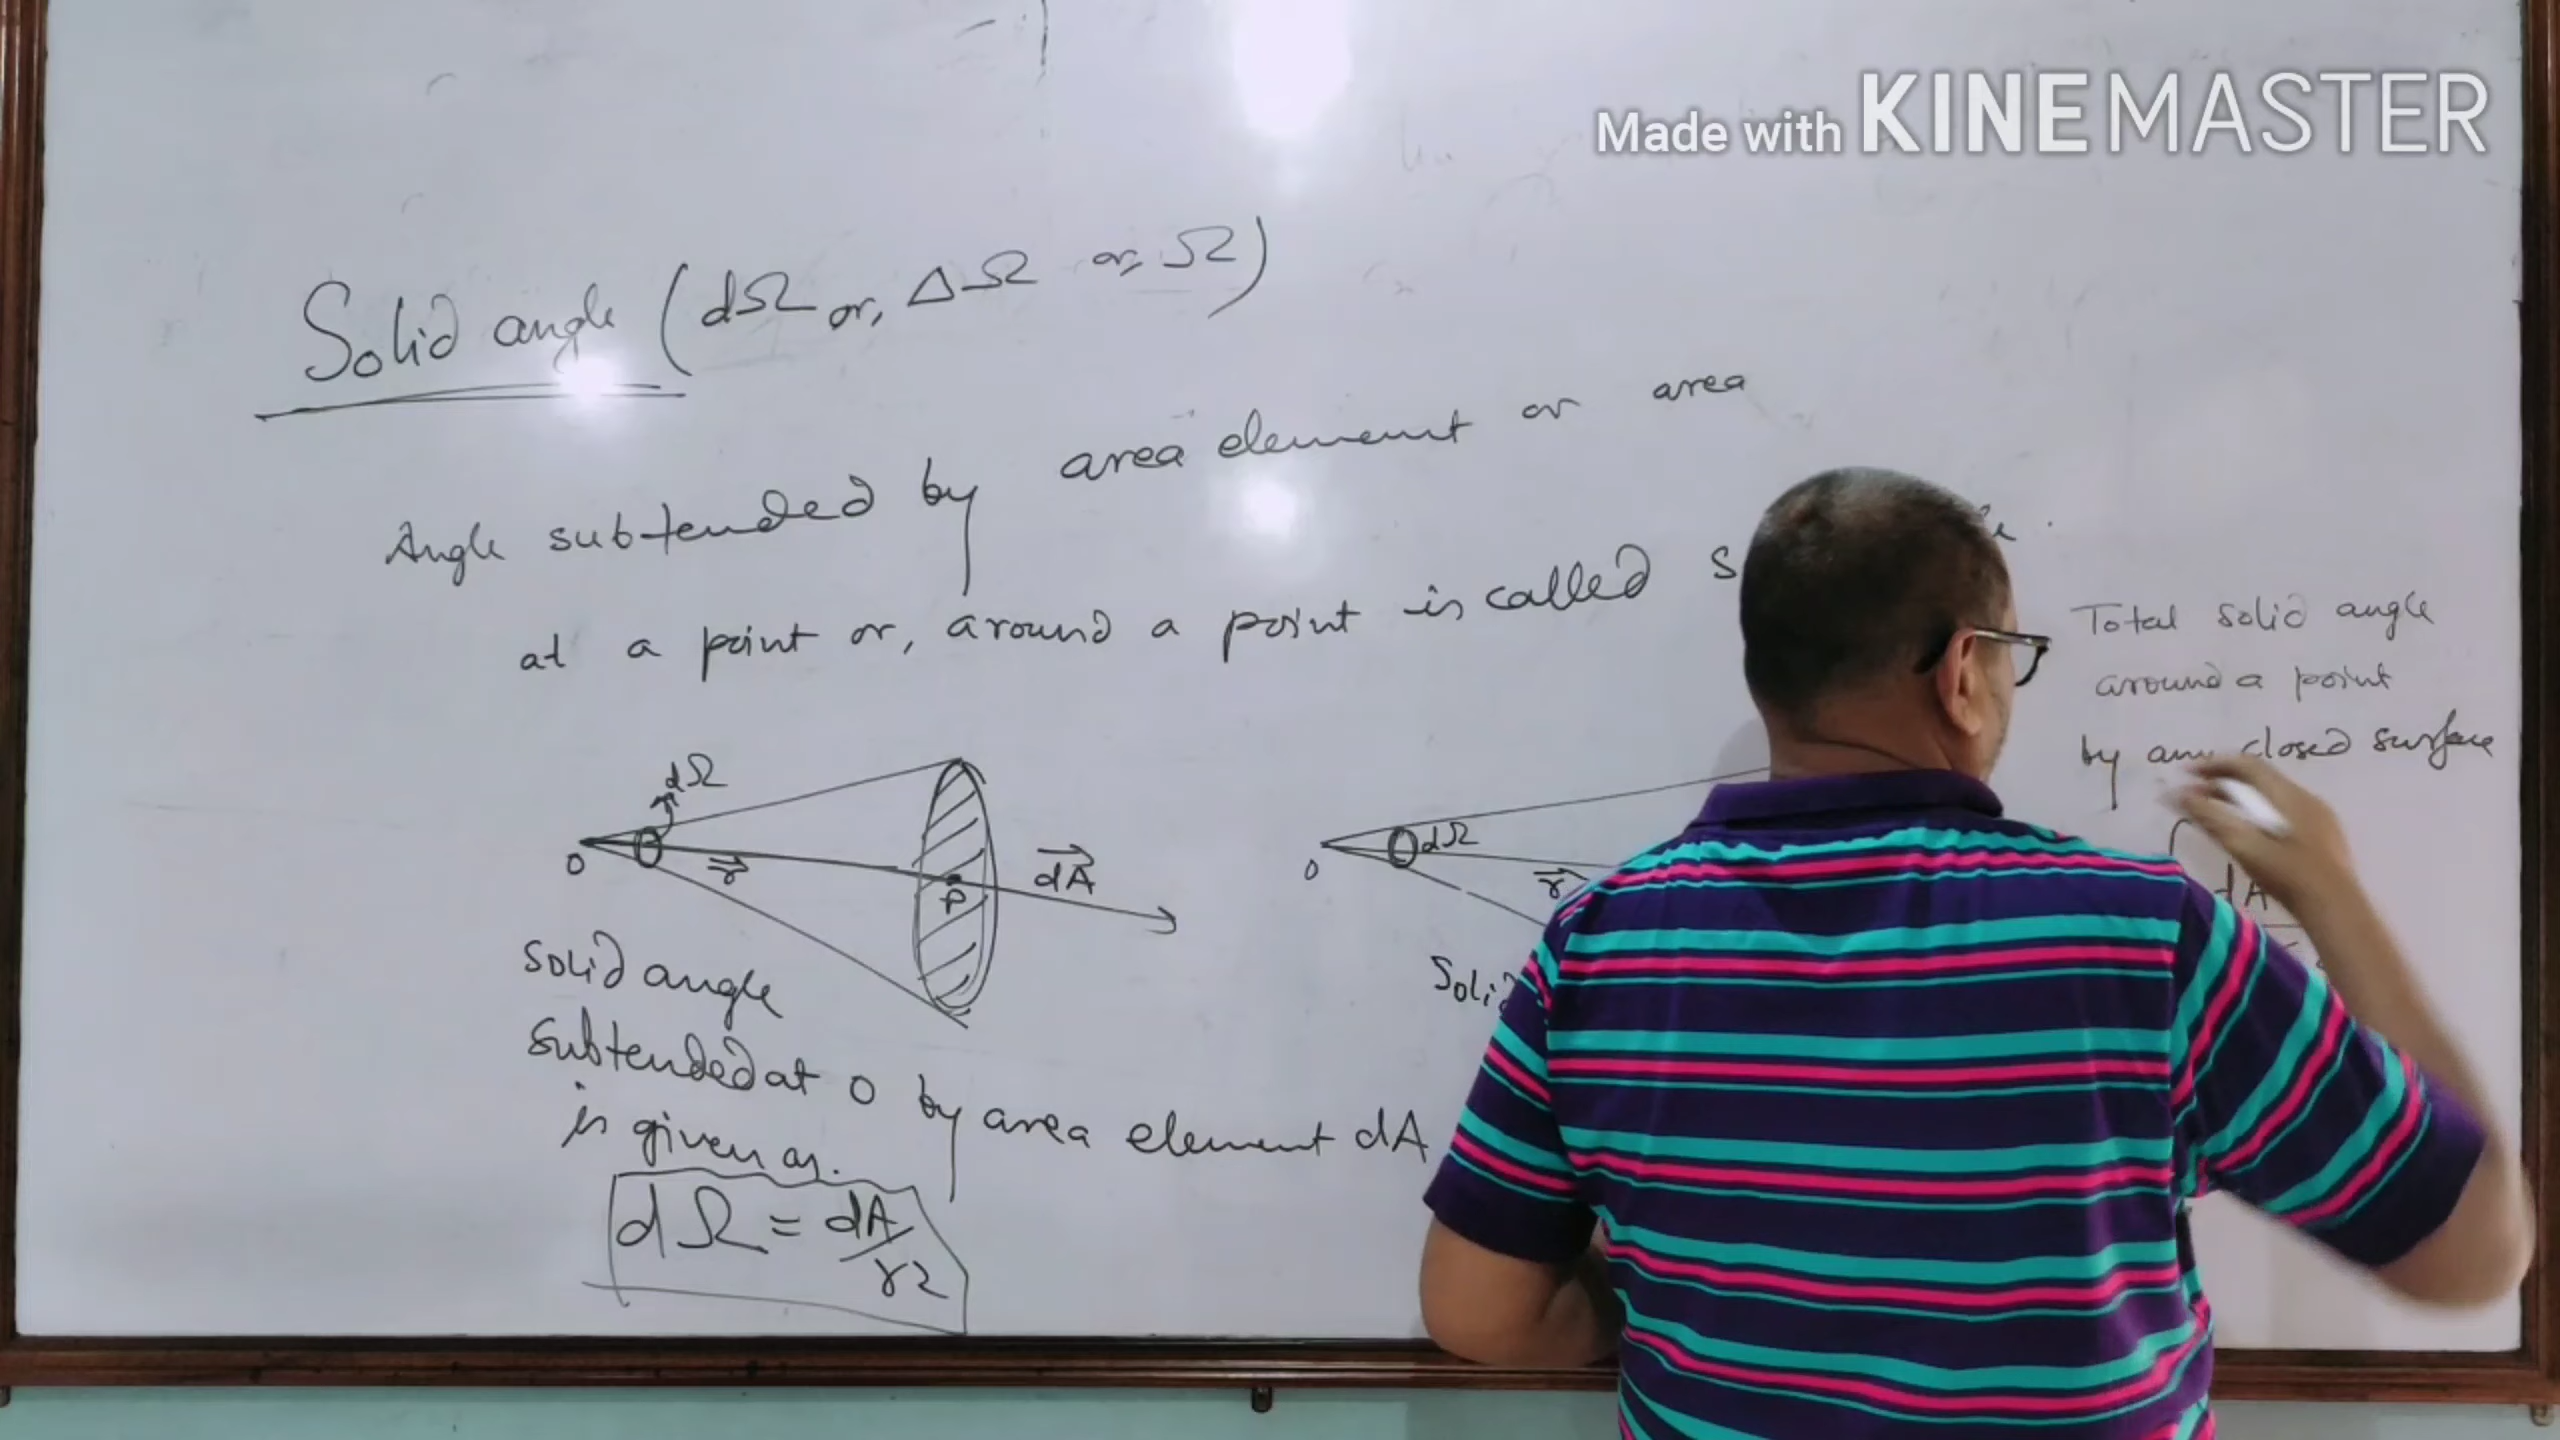 Made with KINEMASTER
Solid angle (dΩ or, ΔΩ or, Ω)
Angle subtended by area element or area
at a point or, around a point is called
Total solid angle
around a point
by any closed surface
dΩ
O
r⃗
P
dA⃗
O
dΩ
r⃗
dA
Solid angle
subtended at O by area element dA
is given as.
dΩ = dA/r2